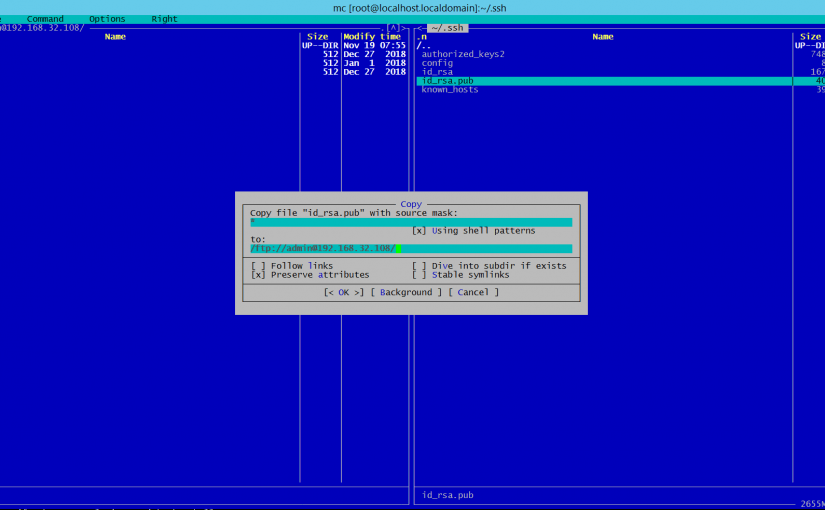 mc [root@localhost.localdomain]:~/.ssh
Command Options Right
@192.168.32.108/ .[^]> <- ~/.ssh
Name Size Modify time .n Name Size
UP--DIR Nov 19 07:55 /.. UP--DI
512 Dec 27 2018 authorized_keys2 748
512 Jan 1 2018 config 8
512 Dec 27 2018 id_rsa 167
id_rsa.pub 40
known_hosts 39
Copy
Copy file "id_rsa.pub" with source mask:
*
[x] Using shell patterns
to:
/ftp://admin@192.168.32.108/
[ ] Follow links [ ] Dive into subdir if exists
[x] Preserve attributes [ ] Stable symlinks
[< OK >] [ Background ] [ Cancel ]
id_rsa.pub
2655M